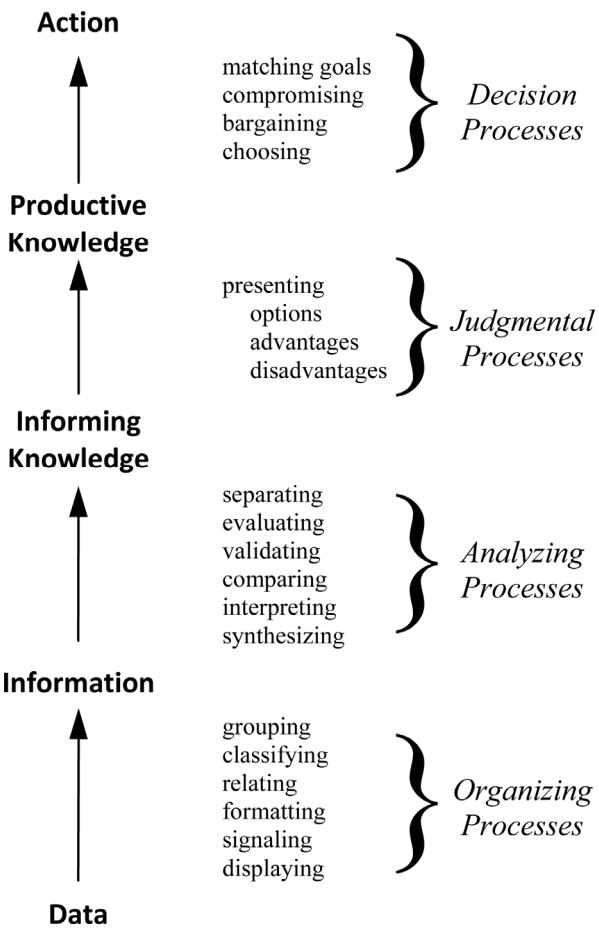 Action
matching goals
compromising
bargaining
choosing
Decision
Processes
Productive
Knowledge
presenting
options
advantages
disadvantages
Judgmental
Processes
Informing
Knowledge
separating
evaluating
validating
comparing
interpreting
synthesizing
Analyzing
Processes
Information
grouping
classifying
relating
formatting
signaling
displaying
Organizing
Processes
Data